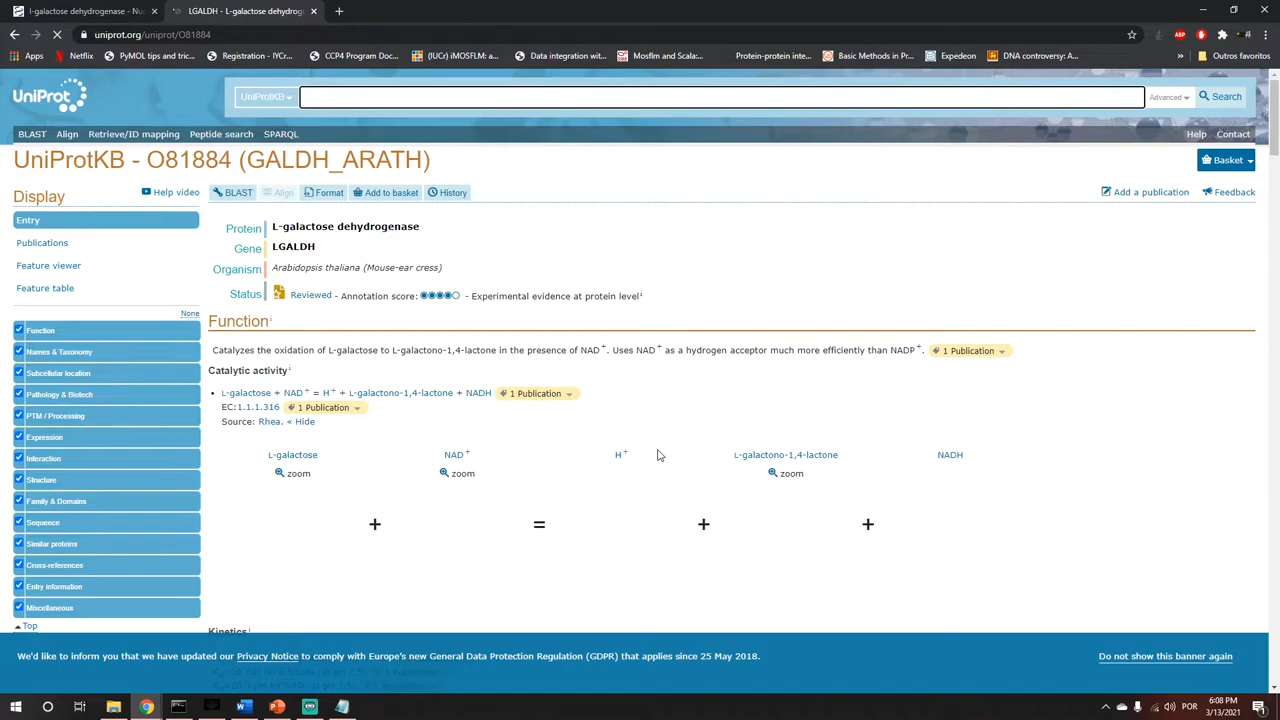 L-galactose dehydrogenase - Nuc
LGALDH - L-galactose dehydrog
uniprot.org/uniprot/O81884
Apps
Netflix
PyMOL tips and tric...
Registration - IYCr...
CCP4 Program Doc...
(IUCr) iMOSFLM an...
Data integration wi...
Mosflm and Scala:...
Protein-protein inte...
Basic Methods in Pr...
Expedeon
DNA controversy: A...
»
Outros favoritos
UniProt
UniProtKB
Advanced
Search
BLAST Align Retrieve/ID mapping Peptide search SPARQL
Help Contact
UniProtKB - O81884 (GALDH_ARATH)
Basket
Display
Help video
BLAST Align Format Add to basket History
Add a publication Feedback
Entry
Publications
Feature viewer
Feature table
None
Function
Names & Taxonomy
Subcellular location
Pathology & Biotech
PTM / Processing
Expression
Interaction
Structure
Family & Domains
Sequence
Similar proteins
Cross-references
Entry information
Miscellaneous
Top
Protein L-galactose dehydrogenase
Gene LGALDH
Organism Arabidopsis thaliana (Mouse-ear cress)
Status Reviewed - Annotation score: - Experimental evidence at protein level i
Function i
Catalyzes the oxidation of L-galactose to L-galactono-1,4-lactone in the presence of NAD+. Uses NAD+ as a hydrogen acceptor much more efficiently than NADP+. 1 Publication
Catalytic activity i
• L-galactose + NAD+ = H+ + L-galactono-1,4-lactone + NADH 1 Publication
EC:1.1.1.316 1 Publication
Source: Rhea. « Hide
L-galactose NAD+ H+ L-galactono-1,4-lactone NADH
zoom zoom zoom
+ = + +
Kinetics i
We'd like to inform you that we have updated our Privacy Notice to comply with Europe's new General Data Protection Regulation (GDPR) that applies since 25 May 2018.
Do not show this banner again
POR
6:08 PM
3/13/2021